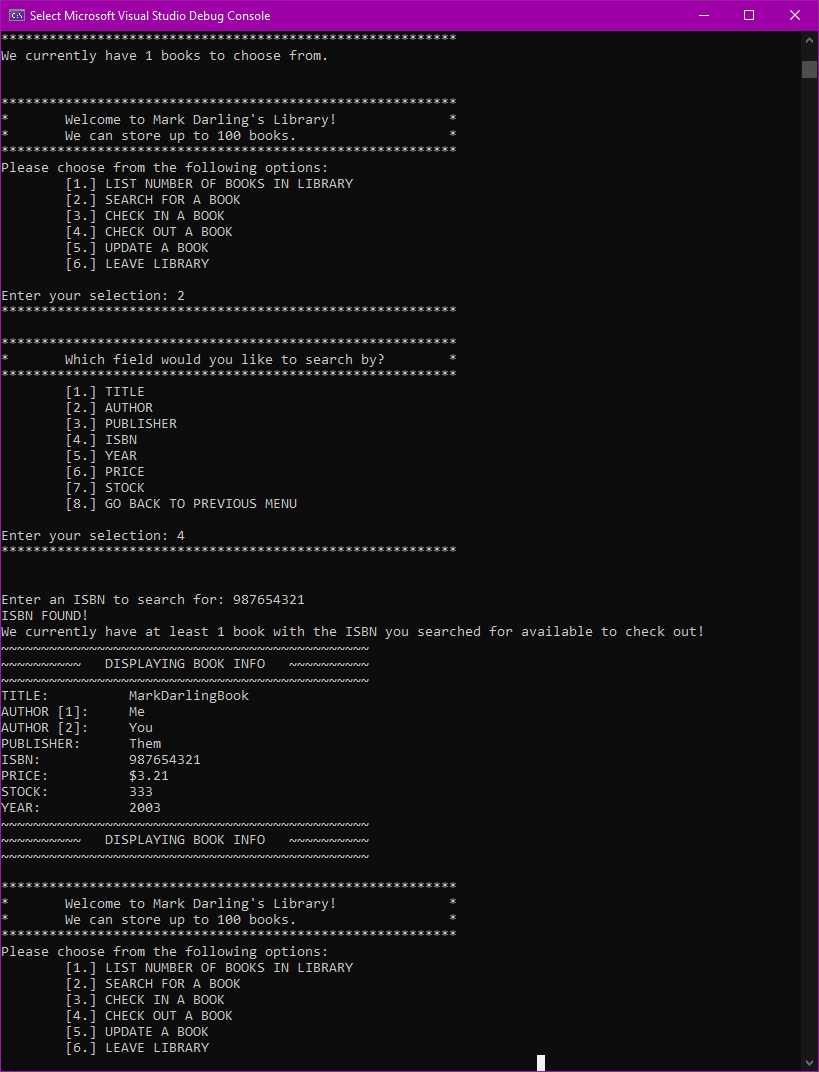 Select Microsoft Visual Studio Debug Console
*********************************************************
We currently have 1 books to choose from.
*********************************************************
*       Welcome to Mark Darling's Library!              *
*       We can store up to 100 books.                   *
*********************************************************
Please choose from the following options:
        [1.] LIST NUMBER OF BOOKS IN LIBRARY
        [2.] SEARCH FOR A BOOK
        [3.] CHECK IN A BOOK
        [4.] CHECK OUT A BOOK
        [5.] UPDATE A BOOK
        [6.] LEAVE LIBRARY
Enter your selection: 2
*********************************************************
*********************************************************
*       Which field would you like to search by?        *
*********************************************************
        [1.] TITLE
        [2.] AUTHOR
        [3.] PUBLISHER
        [4.] ISBN
        [5.] YEAR
        [6.] PRICE
        [7.] STOCK
        [8.] GO BACK TO PREVIOUS MENU
Enter your selection: 4
*********************************************************
Enter an ISBN to search for: 987654321
ISBN FOUND!
We currently have at least 1 book with the ISBN you searched for available to check out!
~~~~~~~~~~~~~~~~~~~~~~~~~~~~~~~~~~~~~~~~~~~~~~
~~~~~~~~~~   DISPLAYING BOOK INFO   ~~~~~~~~~~
~~~~~~~~~~~~~~~~~~~~~~~~~~~~~~~~~~~~~~~~~~~~~~
TITLE:          MarkDarlingBook
AUTHOR [1]:     Me
AUTHOR [2]:     You
PUBLISHER:      Them
ISBN:           987654321
PRICE:          $3.21
STOCK:          333
YEAR:           2003
~~~~~~~~~~~~~~~~~~~~~~~~~~~~~~~~~~~~~~~~~~~~~~
~~~~~~~~~~   DISPLAYING BOOK INFO   ~~~~~~~~~~
~~~~~~~~~~~~~~~~~~~~~~~~~~~~~~~~~~~~~~~~~~~~~~
*********************************************************
*       Welcome to Mark Darling's Library!              *
*       We can store up to 100 books.                   *
*********************************************************
Please choose from the following options:
        [1.] LIST NUMBER OF BOOKS IN LIBRARY
        [2.] SEARCH FOR A BOOK
        [3.] CHECK IN A BOOK
        [4.] CHECK OUT A BOOK
        [5.] UPDATE A BOOK
        [6.] LEAVE LIBRARY